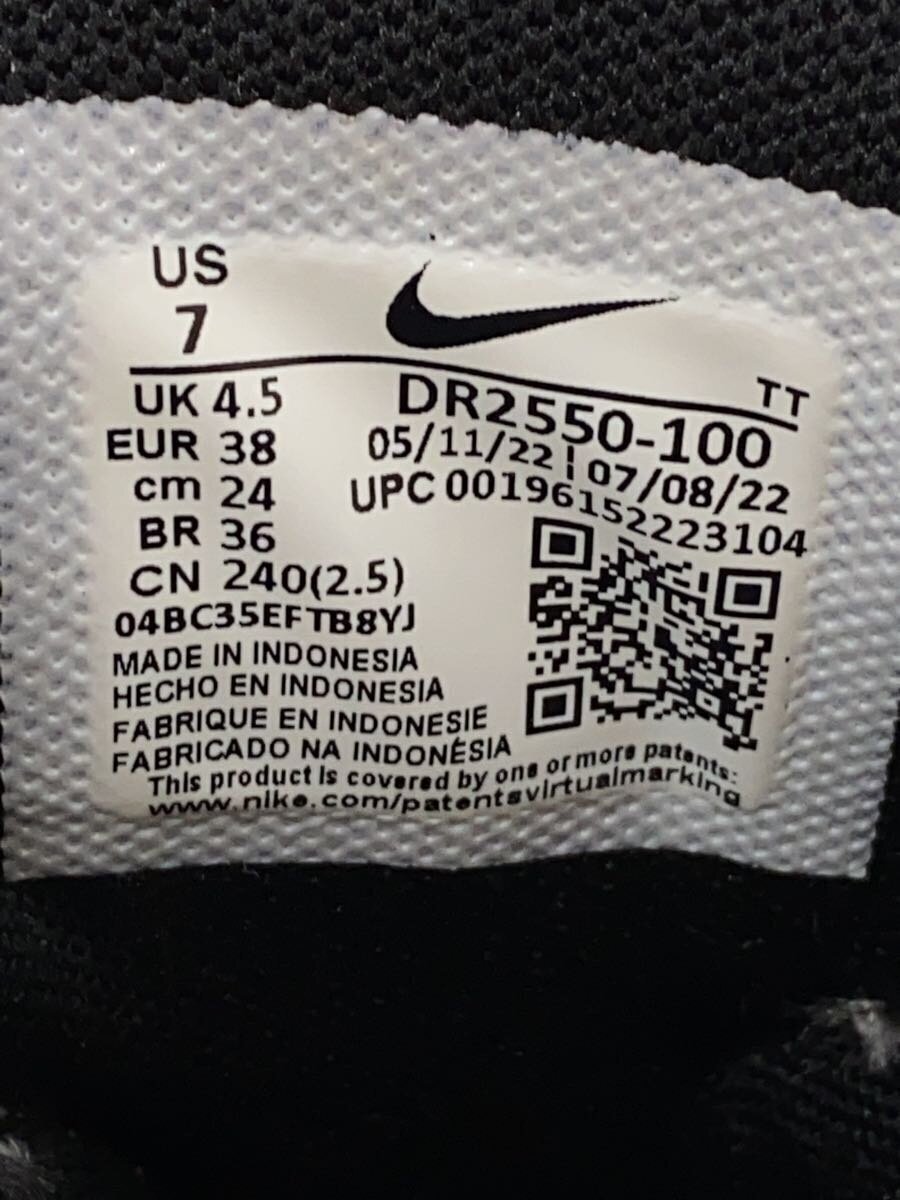 US
7
TT
UK 4.5
EUR 38
cm 24
BR 36
CN 240(2.5)
DR2550-100
05/11/22 ¦ 07/08/22
UPC 00196152223104
04BC35EFTB8YJ
MADE IN INDONESIA
HECHO EN INDONESIA
FABRIQUE EN INDONESIE
FABRICADO NA INDONÉSIA
This product is covered by one or more patents:
www.nike.com/patentsvirtualmarking